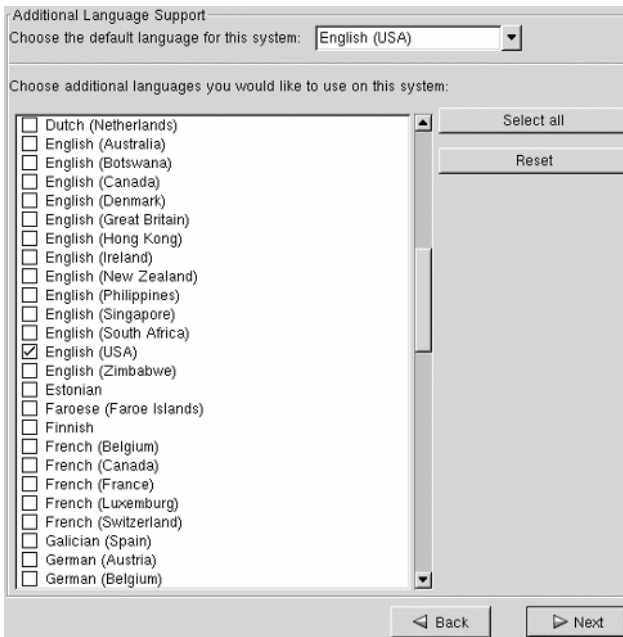 Additional Language Support
Choose the default language for this system: English (USA)
Choose additional languages you would like to use on this system:
Dutch (Netherlands)
English (Australia)
English (Botswana)
English (Canada)
English (Denmark)
English (Great Britain)
English (Hong Kong)
English (Ireland)
English (New Zealand)
English (Philippines)
English (Singapore)
English (South Africa)
English (USA)
English (Zimbabwe)
Estonian
Faroese (Faroe Islands)
Finnish
French (Belgium)
French (Canada)
French (France)
French (Luxemburg)
French (Switzerland)
Galician (Spain)
German (Austria)
German (Belgium)
Select all
Reset
Back
Next